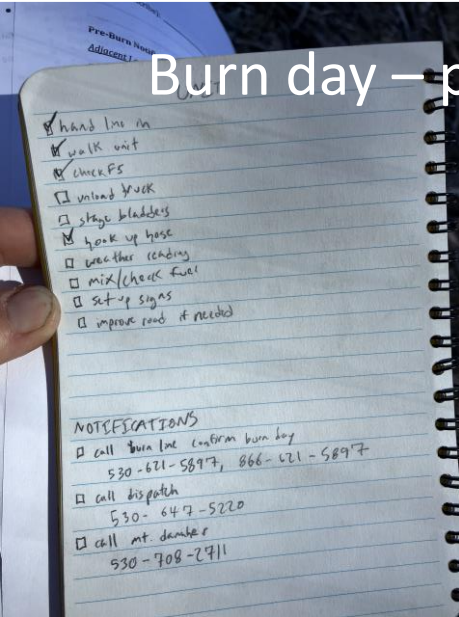 Pre-Burn
Adjacent
Burn day – p
UNIT
hand line in
walk unit
check FS
unload truck
stage bladders
hook up hose
weather reading
mix/check fuel
set up signs
improve road if needed
NOTIFICATIONS
call burn line confirm burn day
530-621-5897, 866-621-5897
call dispatch
530-647-5220
call mt.
530-708-2711